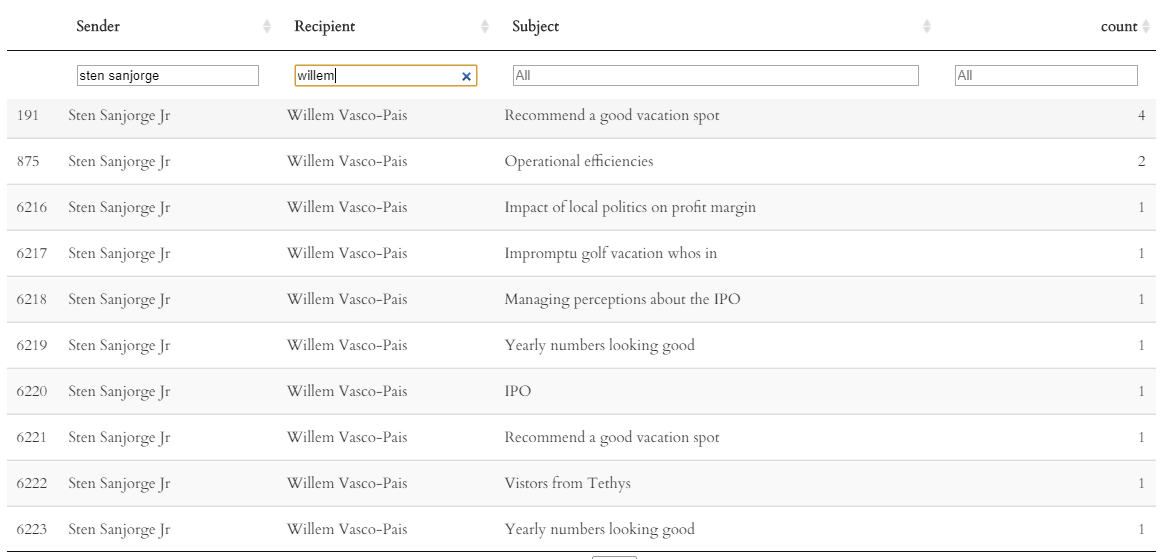 Sender Recipient Subject count
sten sanjorge willem All All
191 Sten Sanjorge Jr Willem Vasco-Pais Recommend a good vacation spot 4
875 Sten Sanjorge Jr Willem Vasco-Pais Operational efficiencies 2
6216 Sten Sanjorge Jr Willem Vasco-Pais Impact of local politics on profit margin 1
6217 Sten Sanjorge Jr Willem Vasco-Pais Impromptu golf vacation whos in 1
6218 Sten Sanjorge Jr Willem Vasco-Pais Managing perceptions about the IPO 1
6219 Sten Sanjorge Jr Willem Vasco-Pais Yearly numbers looking good 1
6220 Sten Sanjorge Jr Willem Vasco-Pais IPO 1
6221 Sten Sanjorge Jr Willem Vasco-Pais Recommend a good vacation spot 1
6222 Sten Sanjorge Jr Willem Vasco-Pais Vistors from Tethys 1
6223 Sten Sanjorge Jr Willem Vasco-Pais Yearly numbers looking good 1